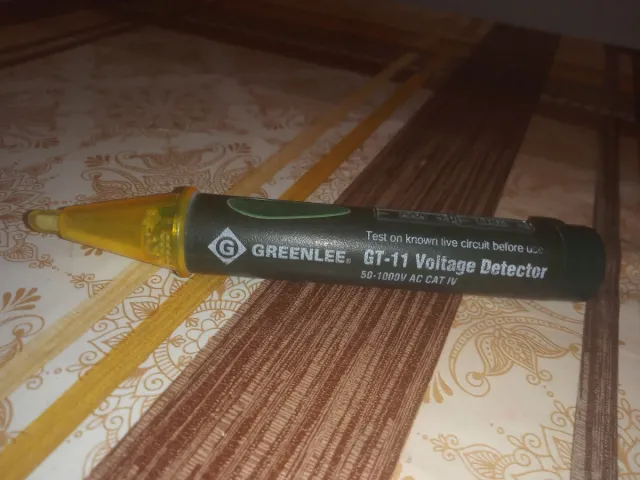 Test on known live circuit before use
G GREENLEE® GT-11 Voltage Detector
50-1000V AC CAT IV